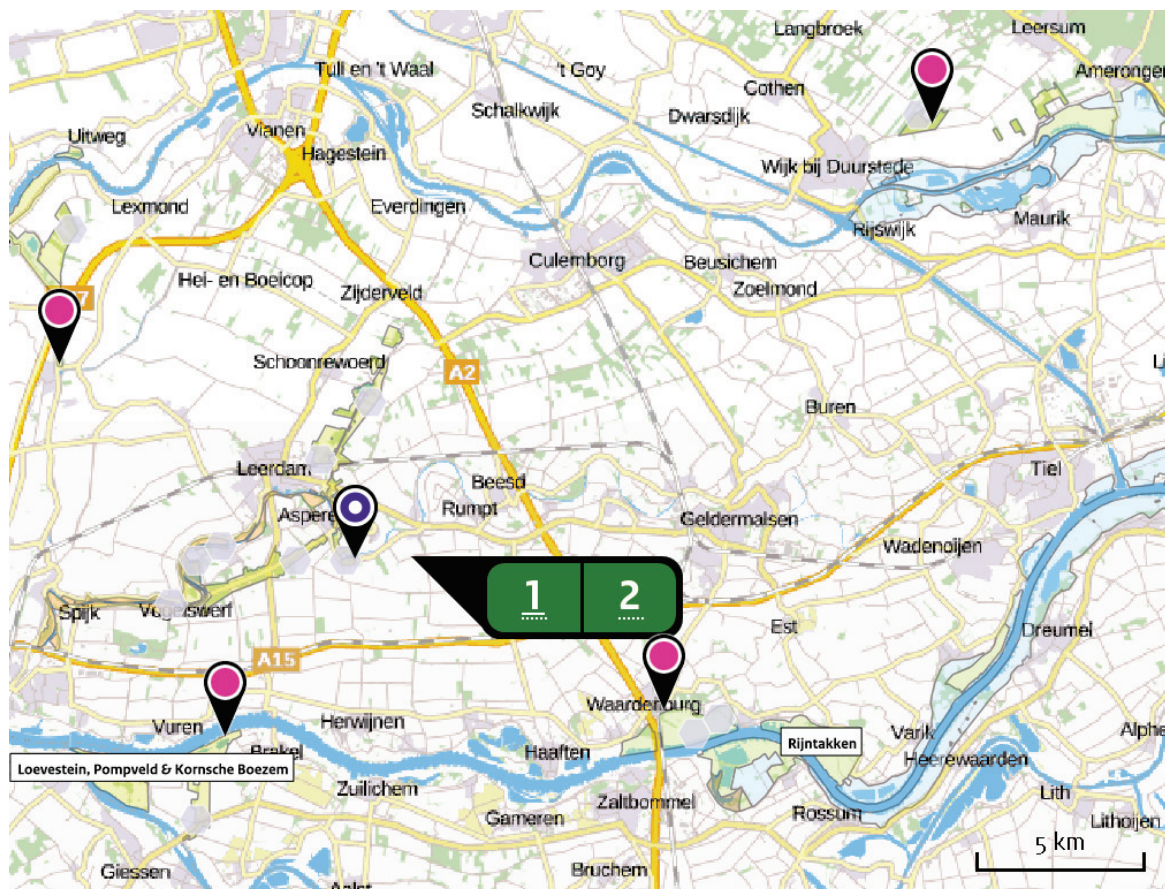 Langbroek
Leersum
Tull en 't Waal
't Goy
Cothen
Amerongen
Schalkwijk
Dwarsdijk
Uitweg
Vianen
Hagestein
Wijk bij Duurstede
Lexmond
Everdingen
Maurik
Rijswijk
Culemborg
Beusichem
Hei- en Boeicop
Zijderveld
Zoelmond
Schoonrewoerd
A2
Buren
Leerdam
Tiel
Beesd
Asperen
Rumpt
Geldermalsen
Wadenoijen
1
2
Spijk
Est
Dreumel
A15
Waardenburg
Vuren
Herwijnen
Varik
Alphe
Brakel
Haaften
Rijntakken
Heerewaarden
Loevestein, Pompveld & Kornsche Boezem
Zuilichem
Zaltbommel
Lith
Gameren
Rossum
Lithoijen
5 km
Giessen
Bruchem
Aalst